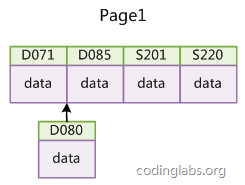 Page1
D071 D085 S201 S220
data data data data
D080
data
codinglabs.org